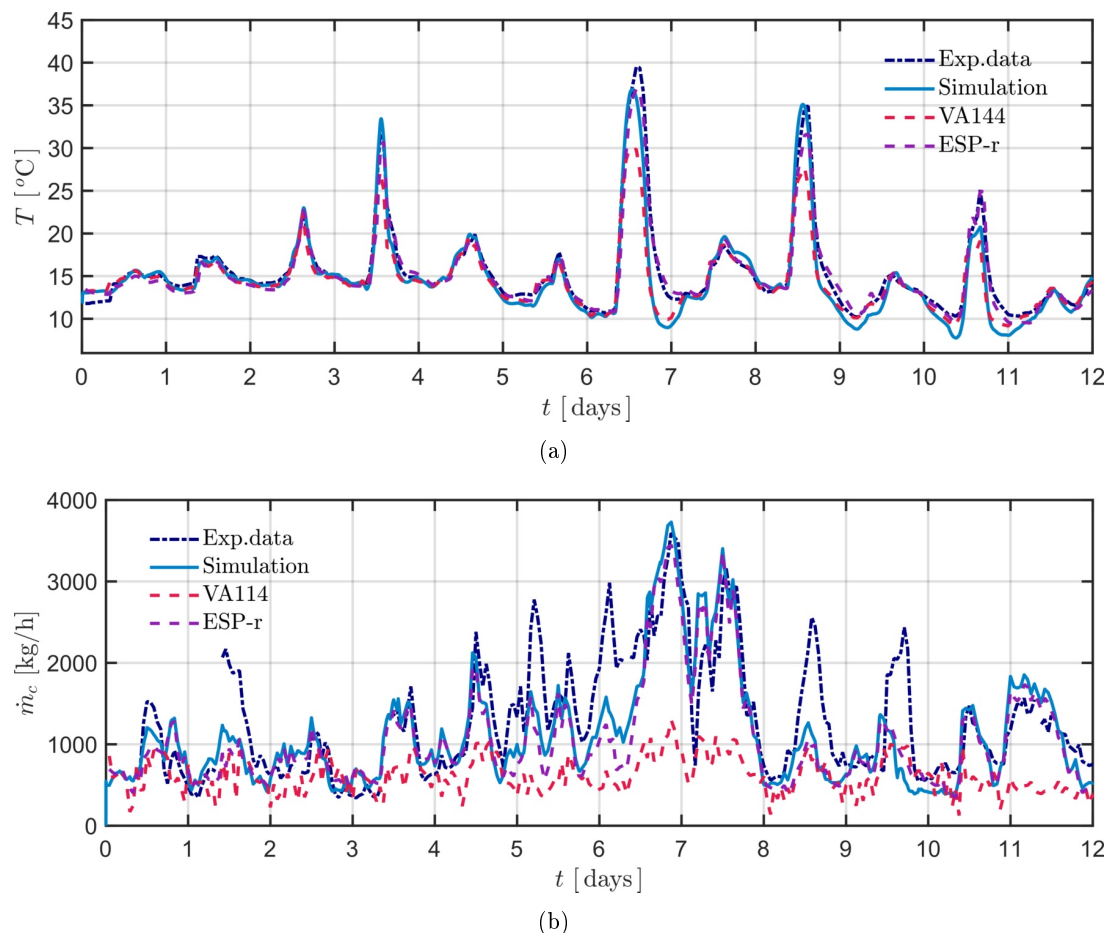 45
40
35
30
25
20
15
10
T [ °C]
Exp.data
Simulation
VA144
ESP-r
0 1 2 3 4 5 6 7 8 9 10 11 12
t [ days ]
(a)
4000
3000
2000
1000
0
ṁc [kg/h]
Exp.data
Simulation
VA114
ESP-r
0 1 2 3 4 5 6 7 8 9 10 11 12
t [ days ]
(b)